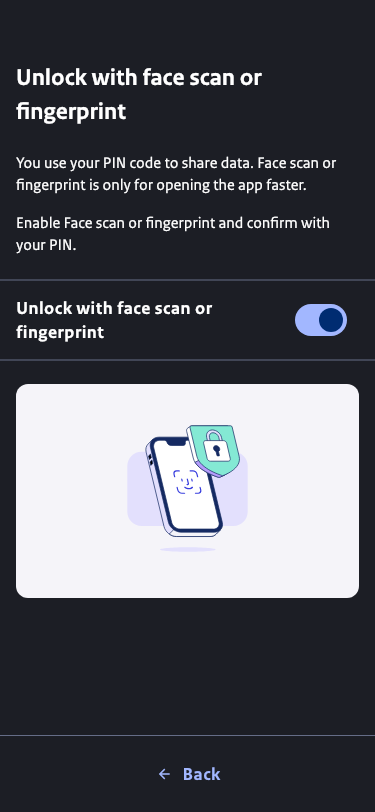 Unlock with face scan or
fingerprint
You use your PIN code to share data. Face scan or
fingerprint is only for opening the app faster.
Enable Face scan or fingerprint and confirm with
your PIN.
Unlock with face scan or
fingerprint
Back